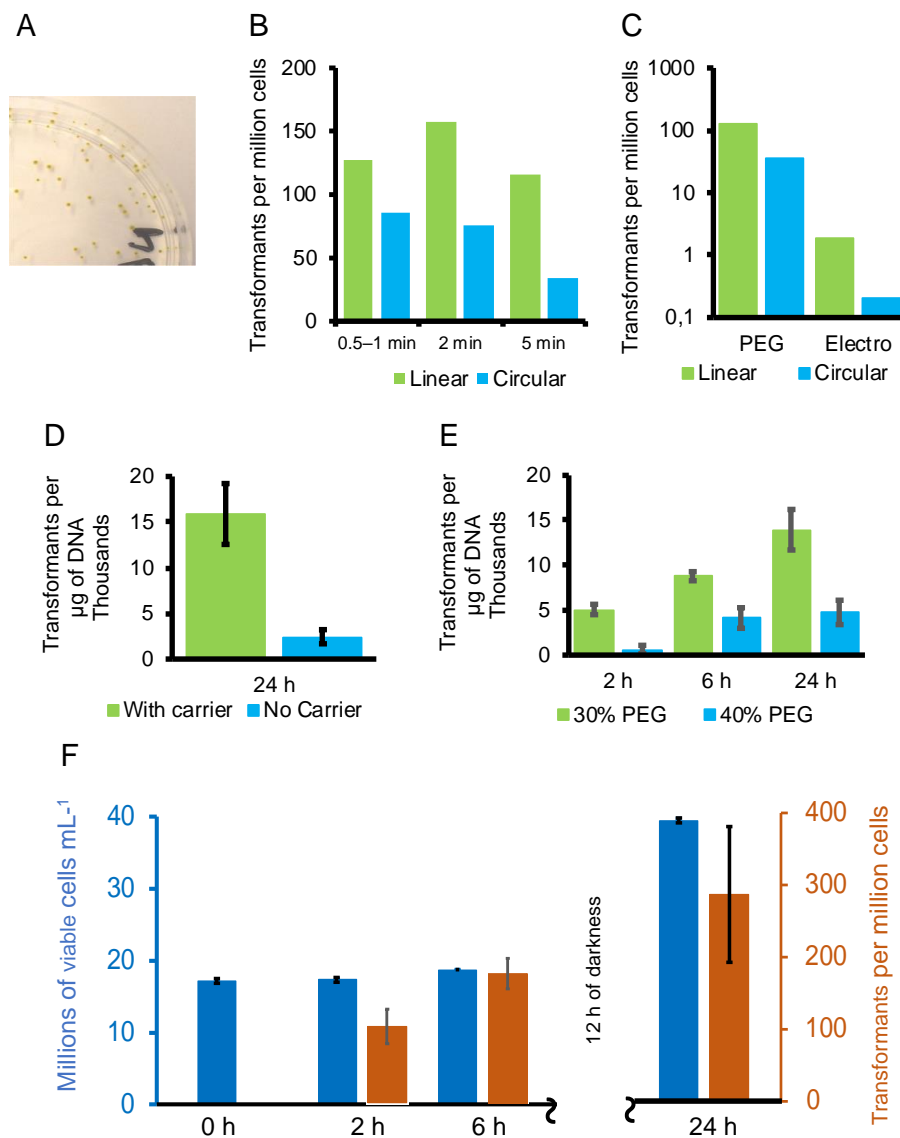 A
B
Transformants per million cells
200
150
100
50
0
0.5–1 min
2 min
5 min
Linear
Circular
C
Transformants per million cells
1000
100
10
1
0,1
PEG
Electro
Linear
Circular
D
Transformants per
µg of DNA
Thousands
20
15
10
5
0
24 h
With carrier
No Carrier
E
Transformants per
µg of DNA
Thousands
20
15
10
5
0
2 h
6 h
24 h
30% PEG
40% PEG
F
Millions of viable cells mL-1
40
30
20
10
0
0 h
2 h
6 h
12 h of darkness
24 h
400
300
200
100
0
Transformants per million cells